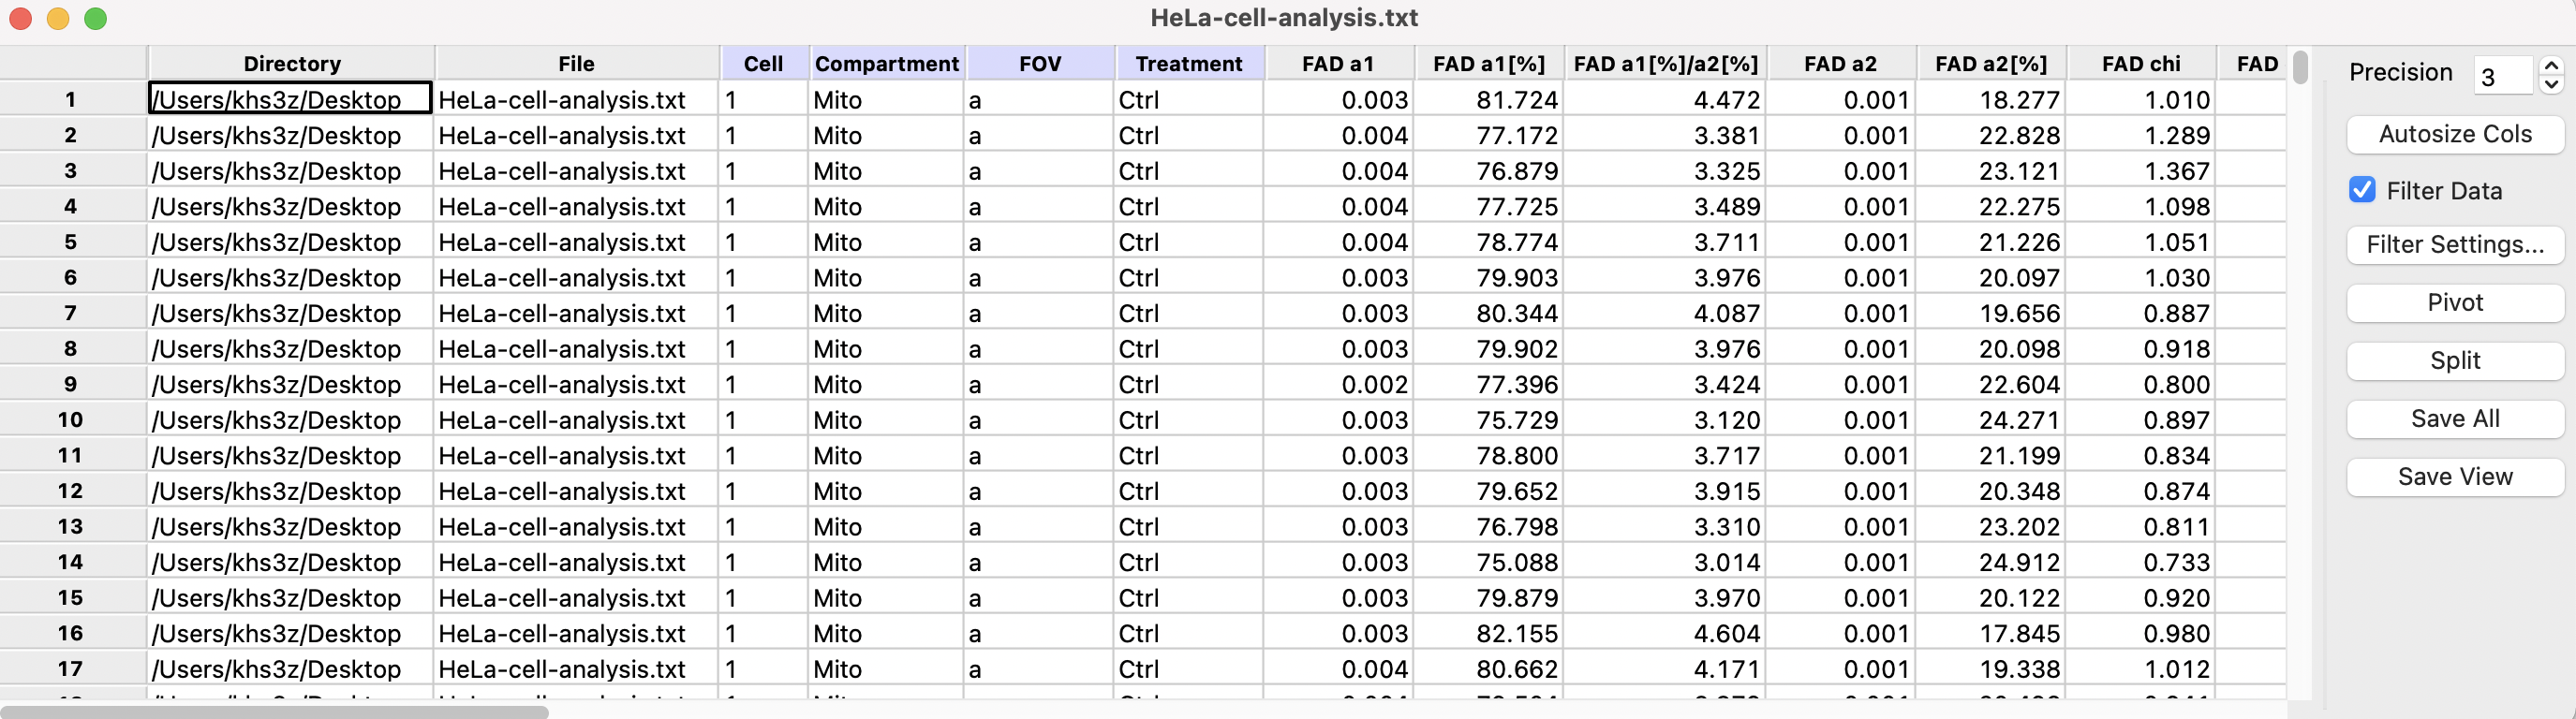 HeLa-cell-analysis.txt
Directory File Cell Compartment FOV Treatment FAD a1 FAD a1[%] FAD a1[%]/a2[%] FAD a2 FAD a2[%] FAD chi FAD
1 /Users/khs3z/Desktop HeLa-cell-analysis.txt 1 Mito a Ctrl 0.003 81.724 4.472 0.001 18.277 1.010
2 /Users/khs3z/Desktop HeLa-cell-analysis.txt 1 Mito a Ctrl 0.004 77.172 3.381 0.001 22.828 1.289
3 /Users/khs3z/Desktop HeLa-cell-analysis.txt 1 Mito a Ctrl 0.004 76.879 3.325 0.001 23.121 1.367
4 /Users/khs3z/Desktop HeLa-cell-analysis.txt 1 Mito a Ctrl 0.004 77.725 3.489 0.001 22.275 1.098
5 /Users/khs3z/Desktop HeLa-cell-analysis.txt 1 Mito a Ctrl 0.004 78.774 3.711 0.001 21.226 1.051
6 /Users/khs3z/Desktop HeLa-cell-analysis.txt 1 Mito a Ctrl 0.003 79.903 3.976 0.001 20.097 1.030
7 /Users/khs3z/Desktop HeLa-cell-analysis.txt 1 Mito a Ctrl 0.003 80.344 4.087 0.001 19.656 0.887
8 /Users/khs3z/Desktop HeLa-cell-analysis.txt 1 Mito a Ctrl 0.003 79.902 3.976 0.001 20.098 0.918
9 /Users/khs3z/Desktop HeLa-cell-analysis.txt 1 Mito a Ctrl 0.002 77.396 3.424 0.001 22.604 0.800
10 /Users/khs3z/Desktop HeLa-cell-analysis.txt 1 Mito a Ctrl 0.003 75.729 3.120 0.001 24.271 0.897
11 /Users/khs3z/Desktop HeLa-cell-analysis.txt 1 Mito a Ctrl 0.003 78.800 3.717 0.001 21.199 0.834
12 /Users/khs3z/Desktop HeLa-cell-analysis.txt 1 Mito a Ctrl 0.003 79.652 3.915 0.001 20.348 0.874
13 /Users/khs3z/Desktop HeLa-cell-analysis.txt 1 Mito a Ctrl 0.003 76.798 3.310 0.001 23.202 0.811
14 /Users/khs3z/Desktop HeLa-cell-analysis.txt 1 Mito a Ctrl 0.003 75.088 3.014 0.001 24.912 0.733
15 /Users/khs3z/Desktop HeLa-cell-analysis.txt 1 Mito a Ctrl 0.003 79.879 3.970 0.001 20.122 0.920
16 /Users/khs3z/Desktop HeLa-cell-analysis.txt 1 Mito a Ctrl 0.003 82.155 4.604 0.001 17.845 0.980
17 /Users/khs3z/Desktop HeLa-cell-analysis.txt 1 Mito a Ctrl 0.004 80.662 4.171 0.001 19.338 1.012
Precision 3
Autosize Cols
Filter Data
Filter Settings...
Pivot
Split
Save All
Save View